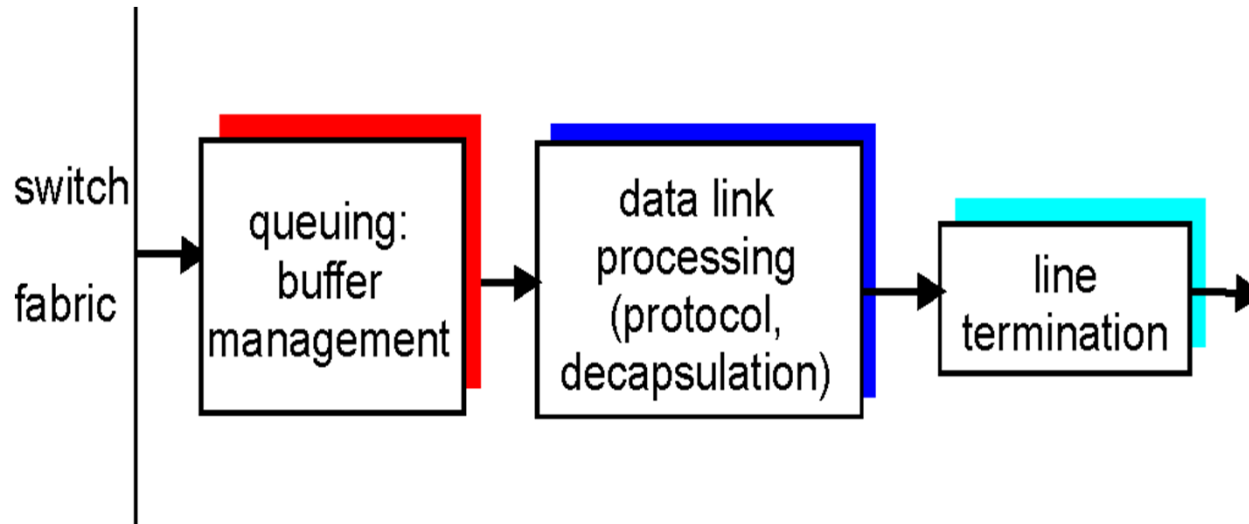 switch
fabric
queuing:
buffer
management
data link
processing
(protocol,
decapsulation)
line
termination